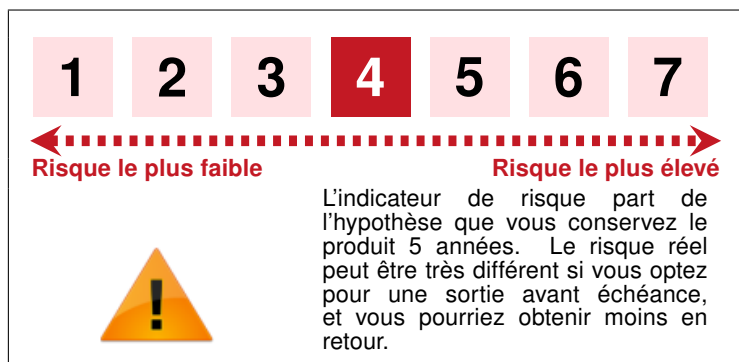 1 2 3 4 5 6 7
Risque le plus faible Risque le plus élevé
L'indicateur de risque part de
l'hypothèse que vous conservez le
produit 5 années. Le risque réel
peut être très différent si vous optez
pour une sortie avant échéance,
et vous pourriez obtenir moins en
retour.